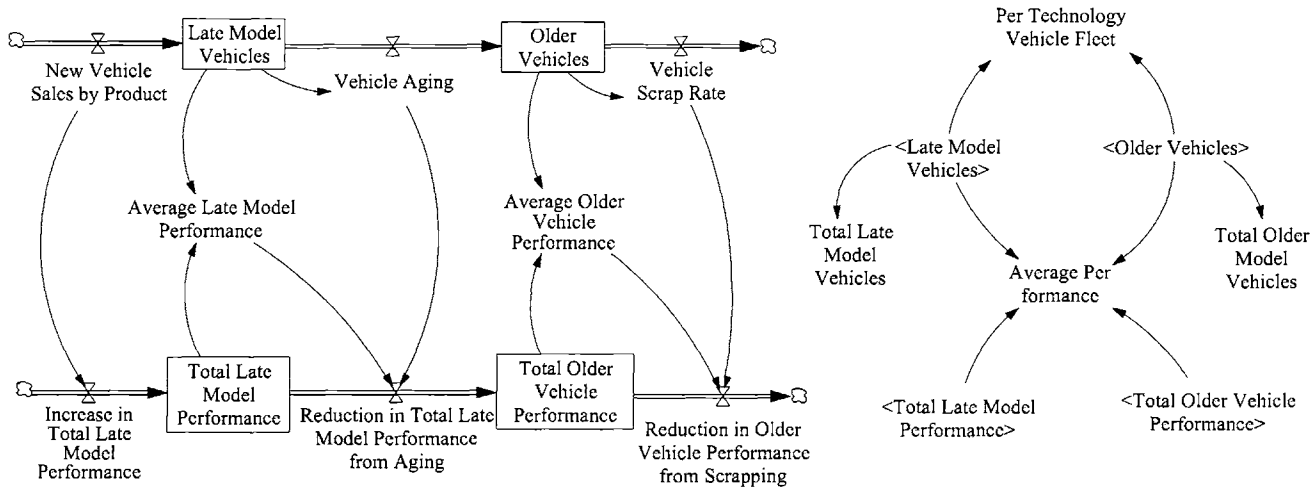 Late Model
Vehicles
Older
Vehicles
New Vehicle
Sales by Product
Vehicle Aging
Vehicle
Scrap Rate
Average Late Model
Performance
Average Older
Vehicle
Performance
Total Late
Model
Performance
Total Older
Vehicle
Performance
Increase in
Total Late
Model
Performance
Reduction in Total Late
Model Performance
from Aging
Reduction in Older
Vehicle Performance
from Scrapping
Per Technology
Vehicle Fleet
<Late Model
Vehicles>
<Older Vehicles>
Total Late
Model
Vehicles
Total Older
Model
Vehicles
Average Per
formance
<Total Late Model
Performance>
<Total Older Vehicle
Performance>